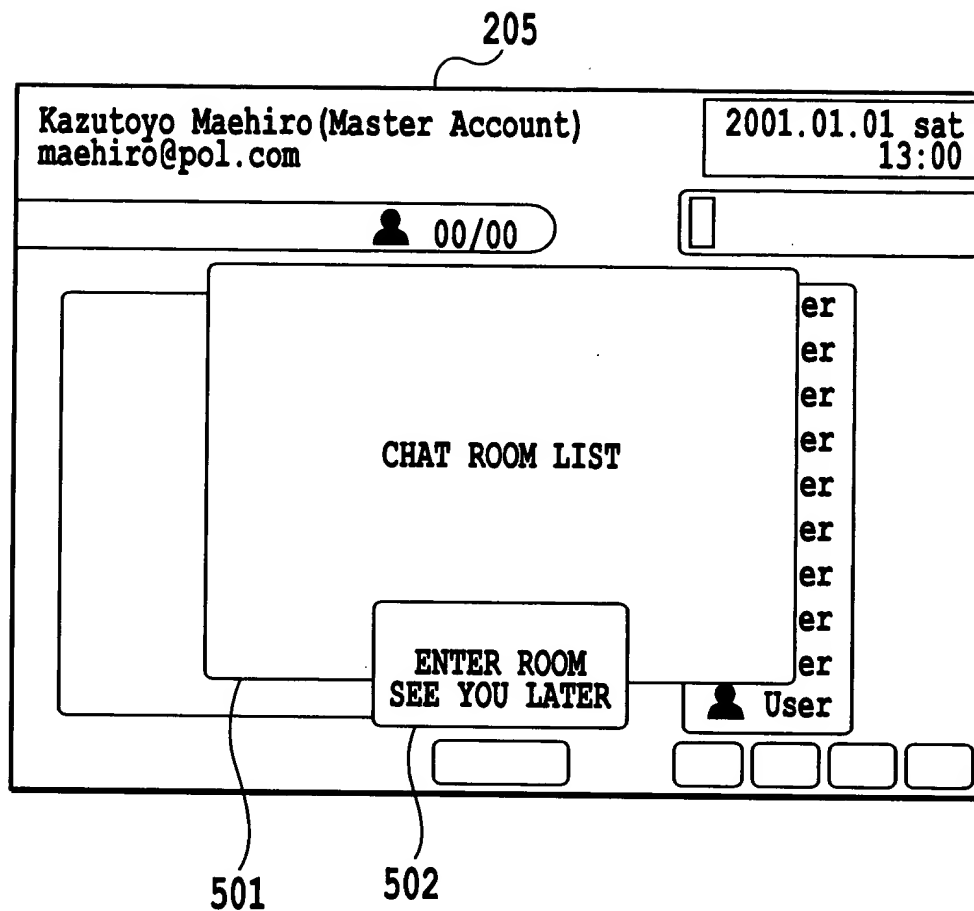 205
Kazutoyo Maehiro(Master Account)
maehiro@pol.com
2001.01.01 sat
13:00
00/00
er
er
er
er
er
er
er
er
er
User
CHAT ROOM LIST
ENTER ROOM
SEE YOU LATER
501
502